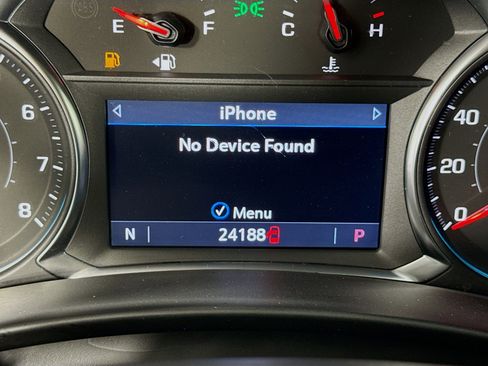 E F C H
iPhone
No Device Found
Menu
N 24188 P
6
7
8
40
20
0